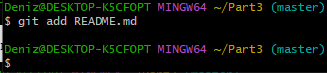 Deniz@DESKTOP-K5CFOPT MINGW64 ~/Part3 (master)
$ git add README.md
Deniz@DESKTOP-K5CFOPT MINGW64 ~/Part3 (master)
$